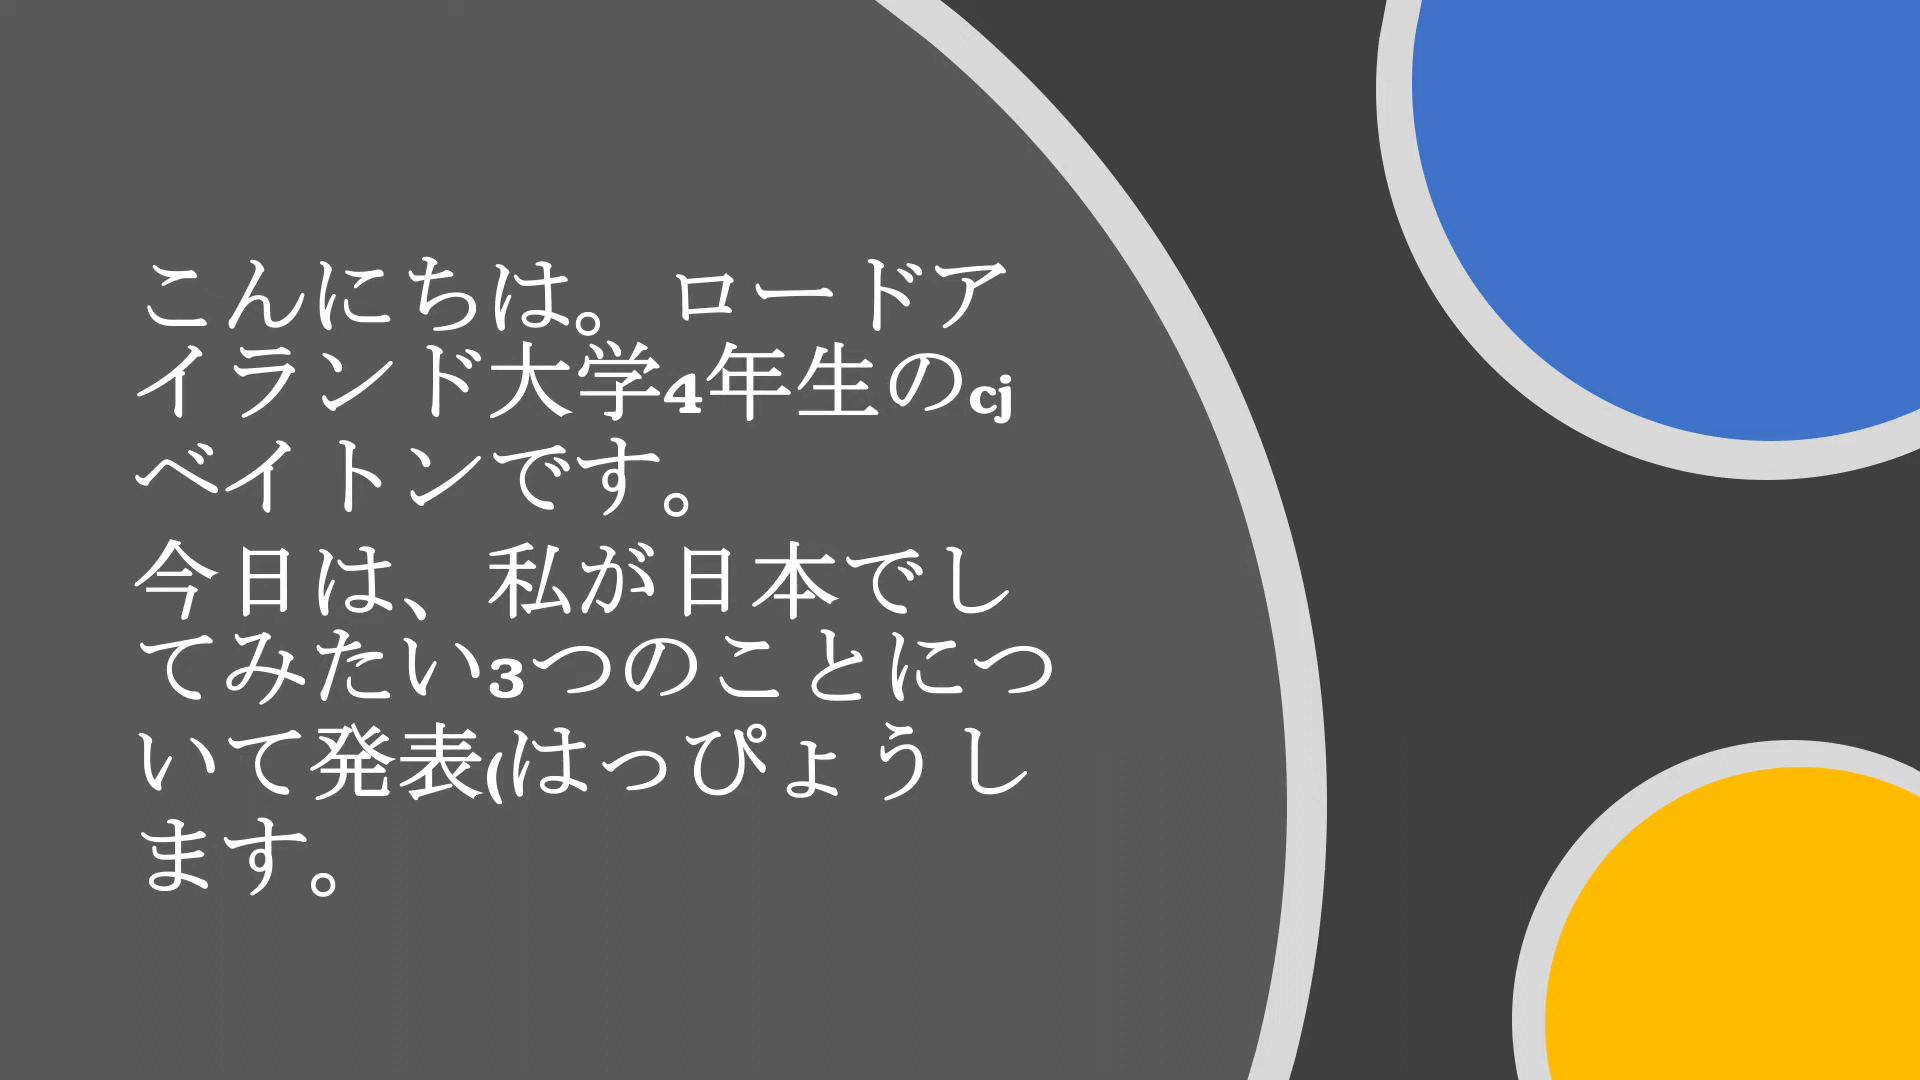 こんにちは。ロードア
イランド大学4年生のcj
ベイトンです。
今日は、私が日本でし
てみたい3つのことにつ
いて発表(はっぴょうし
ます。